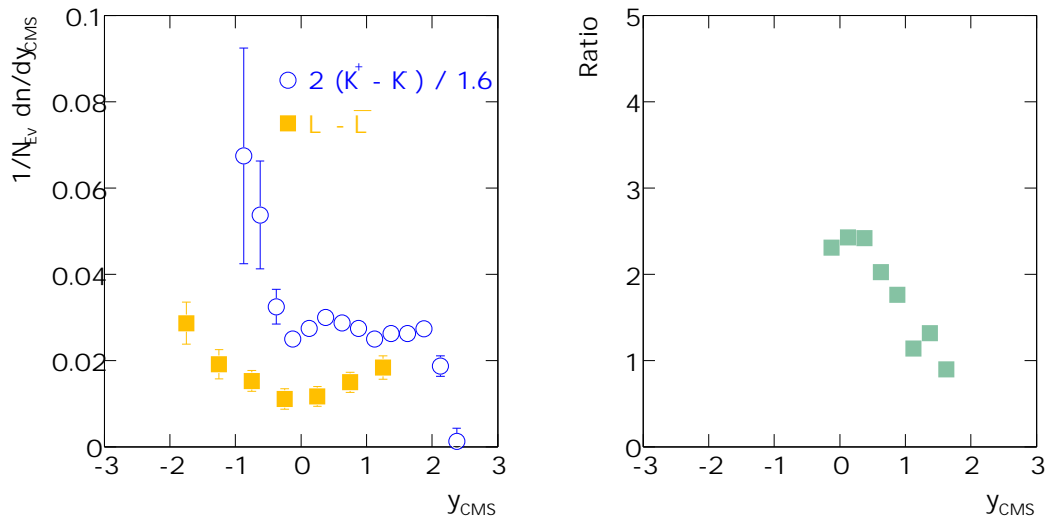 1/N_Ev dn/dy_CMS
0.1
0.08
0.06
0.04
0.02
0
2 (K⁺ - K⁻) / 1.6
L - L̅
-3 -2 -1 0 1 2 3
y_CMS
Ratio
5
4
3
2
1
0
-3 -2 -1 0 1 2 3
y_CMS